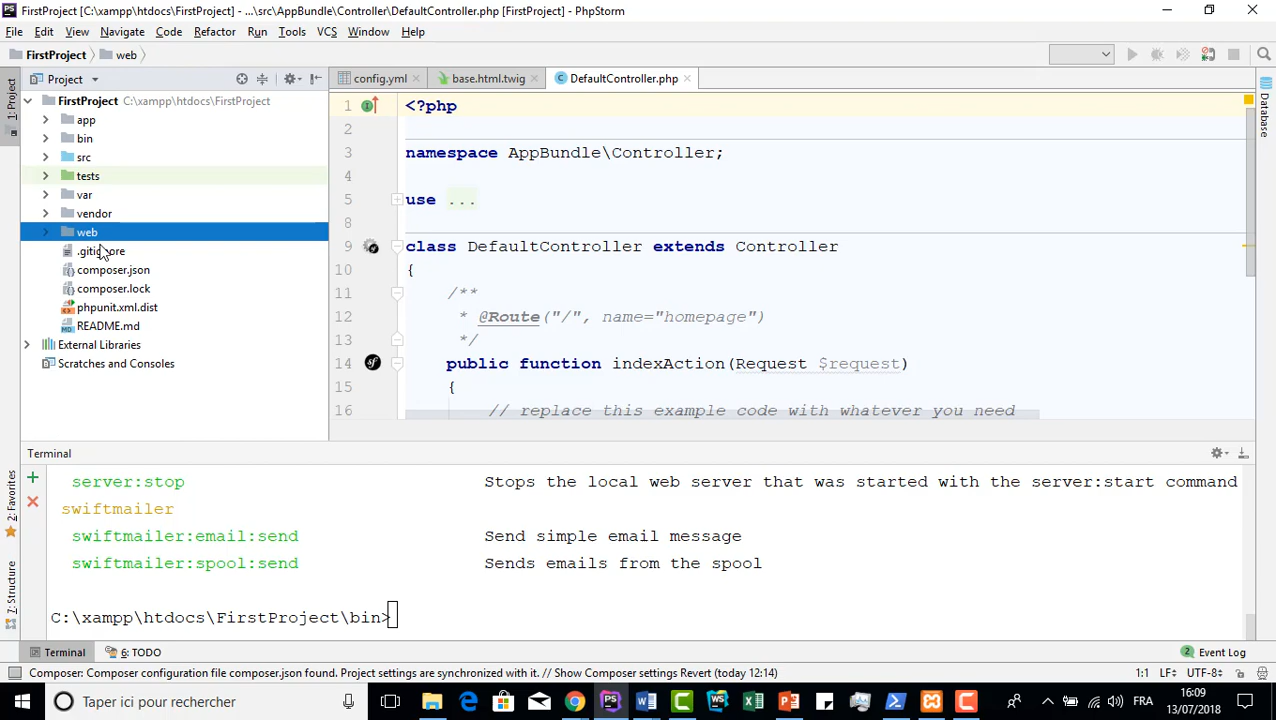 FirstProject [C:\xampp\htdocs\FirstProject] - ...\src\AppBundle\Controller\DefaultController.php [FirstProject] - PhpStorm
File Edit View Navigate Code Refactor Run Tools VCS Window Help
FirstProject web
Project
config.yml base.html.twig DefaultController.php
1: Project
Database
FirstProject C:\xampp\htdocs\FirstProject
app
bin
src
tests
var
vendor
web
composer.json
composer.lock
phpunit.xml.dist
README.md
External Libraries
Scratches and Consoles
1 <?php
2
3 namespace AppBundle\Controller;
4
5 use ...
8
9 class DefaultController extends Controller
10 {
11 /**
12 * @Route("/", name="homepage")
13 */
14 public function indexAction(Request $request)
15 {
16 // replace this example code with whatever you need
Terminal
2: Favorites
7: Structure
server:stop Stops the local web server that was started with the server:start command
swiftmailer
swiftmailer:email:send Send simple email message
swiftmailer:spool:send Sends emails from the spool
C:\xampp\htdocs\FirstProject\bin>
Terminal 6: TODO Event Log
Composer: Composer configuration file composer.json found. Project settings are synchronized with it. // Show Composer settings Revert (today 12:14) 1:1 LF÷ UTF-8÷
Taper ici pour rechercher
FRA
16:09
13/07/2018